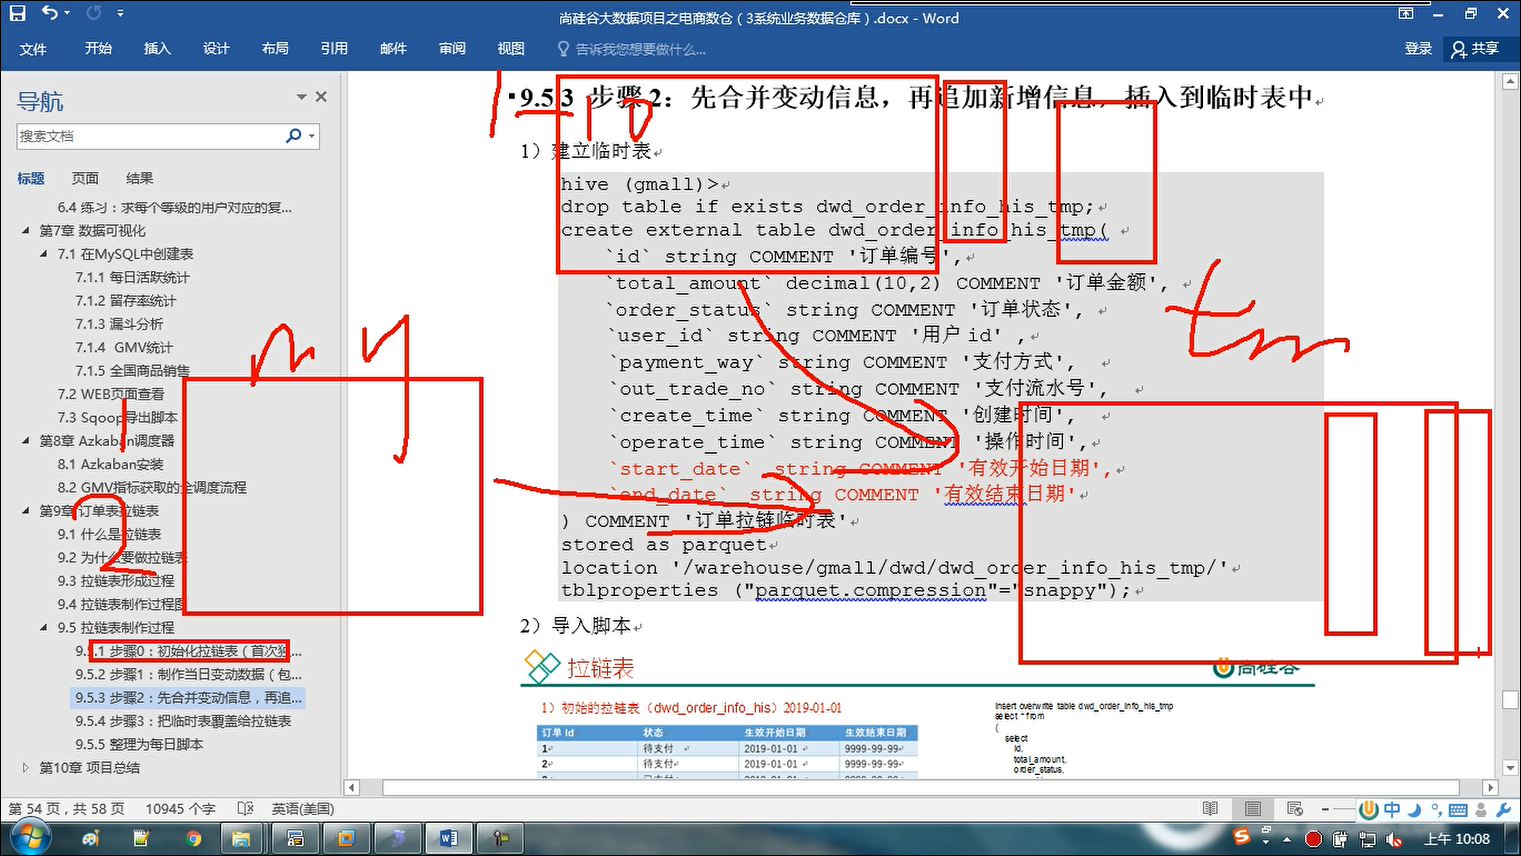 尚硅谷大数据项目之电商数仓（3系统业务数据仓库）.docx - Word
文件 开始 插入 设计 布局 引用 邮件 审阅 视图 告诉我您想要做什么... 登录 共享
导航
搜索文档
标题 页面 结果
6.4 练习：求每个等级的用户对应的复...
第7章 数据可视化
7.1 在MySQL中创建表
7.1.1 每日活跃统计
7.1.2 留存率统计
7.1.3 漏斗分析
7.1.4 GMV统计
7.1.5 全国商品销售
7.2 WEB页面查看
7.3 Sqoop导出脚本
第8章 Azkaban调度器
8.1 Azkaban安装
8.2 GMV指标获取的全调度流程
第9章 订单表拉链表
9.1 什么是拉链表
9.2 为什么要做拉链表
9.3 拉链表形成过程
9.4 拉链表制作过程图
9.5 拉链表制作过程
9.5.1 步骤0：初始化拉链表（首次独...
9.5.2 步骤1：制作当日变动数据（包...
9.5.3 步骤2：先合并变动信息，再追...
9.5.4 步骤3：把临时表覆盖给拉链表
9.5.5 整理为每日脚本
第10章 项目总结
9.5.3 步骤2：先合并变动信息，再追加新增信息，插入到临时表中
1）建立临时表
hive (gmall)>
drop table if exists dwd_order_info_his_tmp;
create external table dwd_order_info_his_tmp(
`id` string COMMENT '订单编号',
`total_amount` decimal(10,2) COMMENT '订单金额',
`order_status` string COMMENT '订单状态',
`user_id` string COMMENT '用户 id' ,
`payment_way` string COMMENT '支付方式',
`out_trade_no` string COMMENT '支付流水号',
`create_time` string COMMENT '创建时间',
`operate_time` string COMMENT '操作时间',
`start_date` string COMMENT '有效开始日期',
`end_date` string COMMENT '有效结束日期'
) COMMENT '订单拉链临时表'
stored as parquet
location '/warehouse/gmall/dwd/dwd_order_info_his_tmp/'
tblproperties ("parquet.compression"="snappy");
2）导入脚本
拉链表 尚硅谷
1）初始的拉链表（dwd_order_info_his）2019-01-01
订单 Id 状态 生效开始日期 生效结束日期
1 待支付 2019-01-01 9999-99-99
2 待支付 2019-01-01 9999-99-99
insert overwrite table dwd_order_info_his_tmp
select * from
(
select
id,
total_amount,
order_status,
1-10
my
1
2
tm
第 54 页，共 58 页 10945 个字 英语(美国)
中
上午 10:08